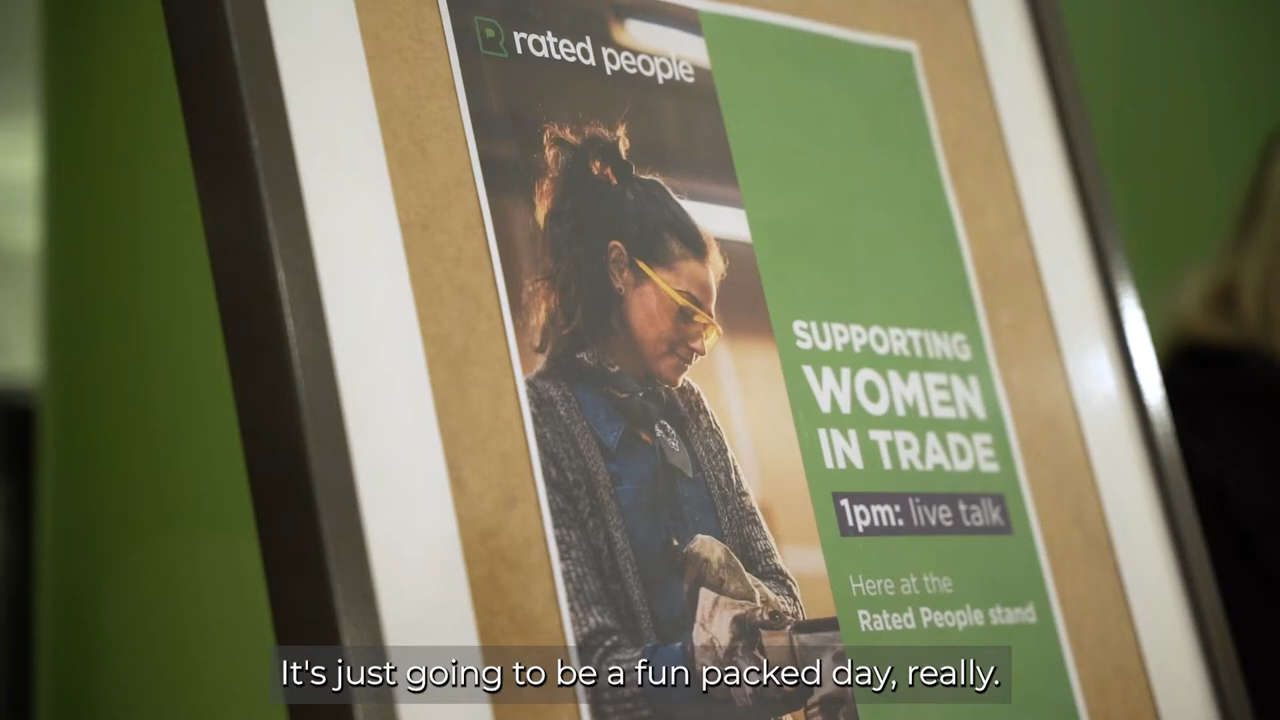 rated people
SUPPORTING
WOMEN
IN TRADE
1pm: live talk
Here at the
Rated People stand
It's just going to be a fun packed day, really.